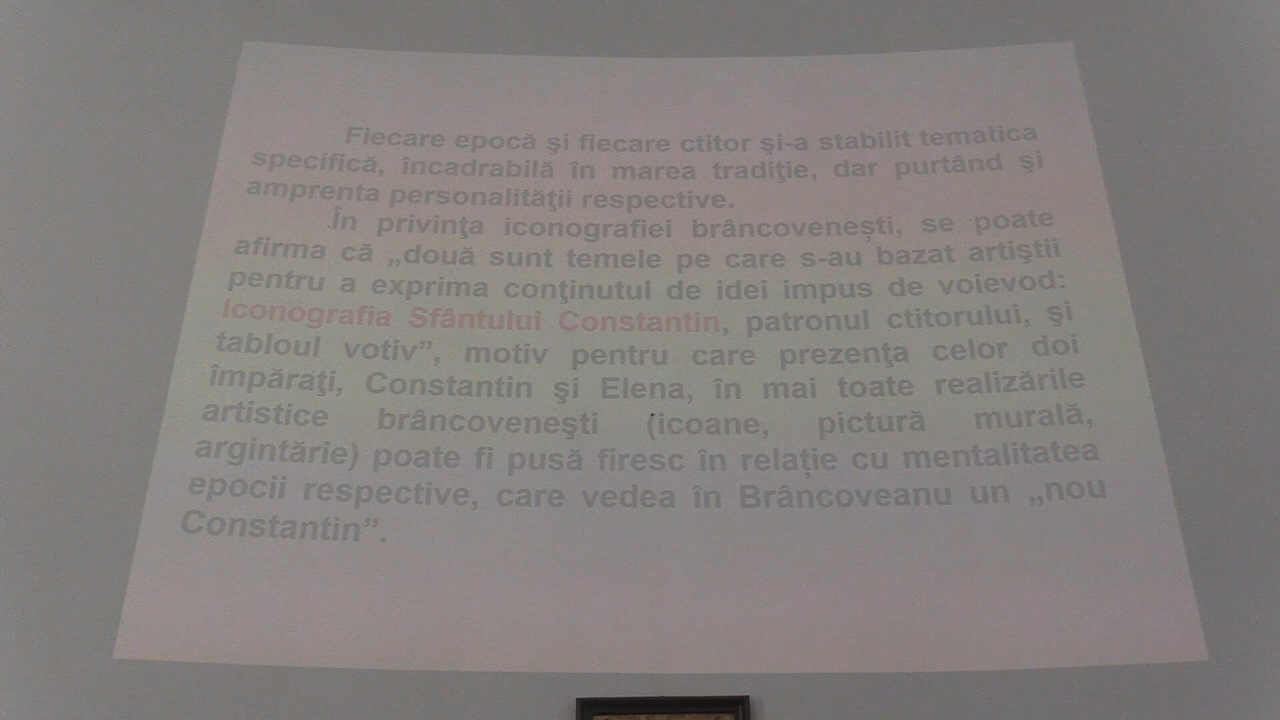 Fiecare epocă şi fiecare ctitor şi-a stabilit tematica
specifică, încadrabilă în marea tradiţie, dar purtând şi
amprenta personalităţii respective.
În privinţa iconografiei brâncoveneşti, se poate
afirma că „două sunt temele pe care s-au bazat artiştii
pentru a exprima conţinutul de idei impus de voievod:
Iconografia Sfântului Constantin, patronul ctitorului, şi
tabloul votiv”, motiv pentru care prezenţa celor doi
împăraţi, Constantin şi Elena, în mai toate realizările
artistice brâncoveneşti (icoane, pictură murală,
argintărie) poate fi pusă firesc în relație cu mentalitatea
epocii respective, care vedea în Brâncoveanu un „nou
Constantin”.